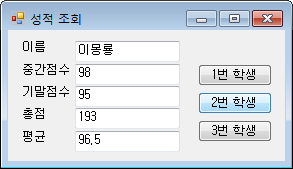 성적 조회
이름 이몽룡
중간점수 98
1번 학생
기말점수 95
2번 학생
총점 193
3번 학생
평균 96.5